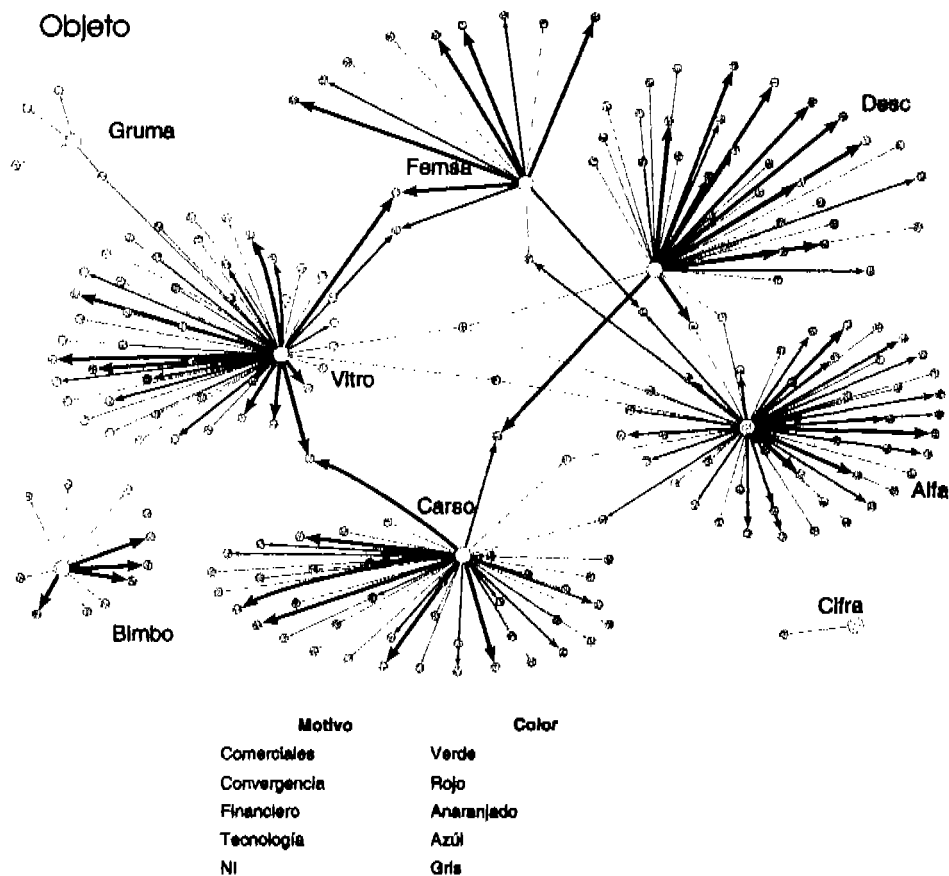 Objeto
Gruma
Femsa
Desc
Vitro
Alfa
Carso
Bimbo
Cifra
Motivo Color
Comerciales Verde
Convergencia Rojo
Financiero Anaranjado
Tecnología Azúl
NI Gris